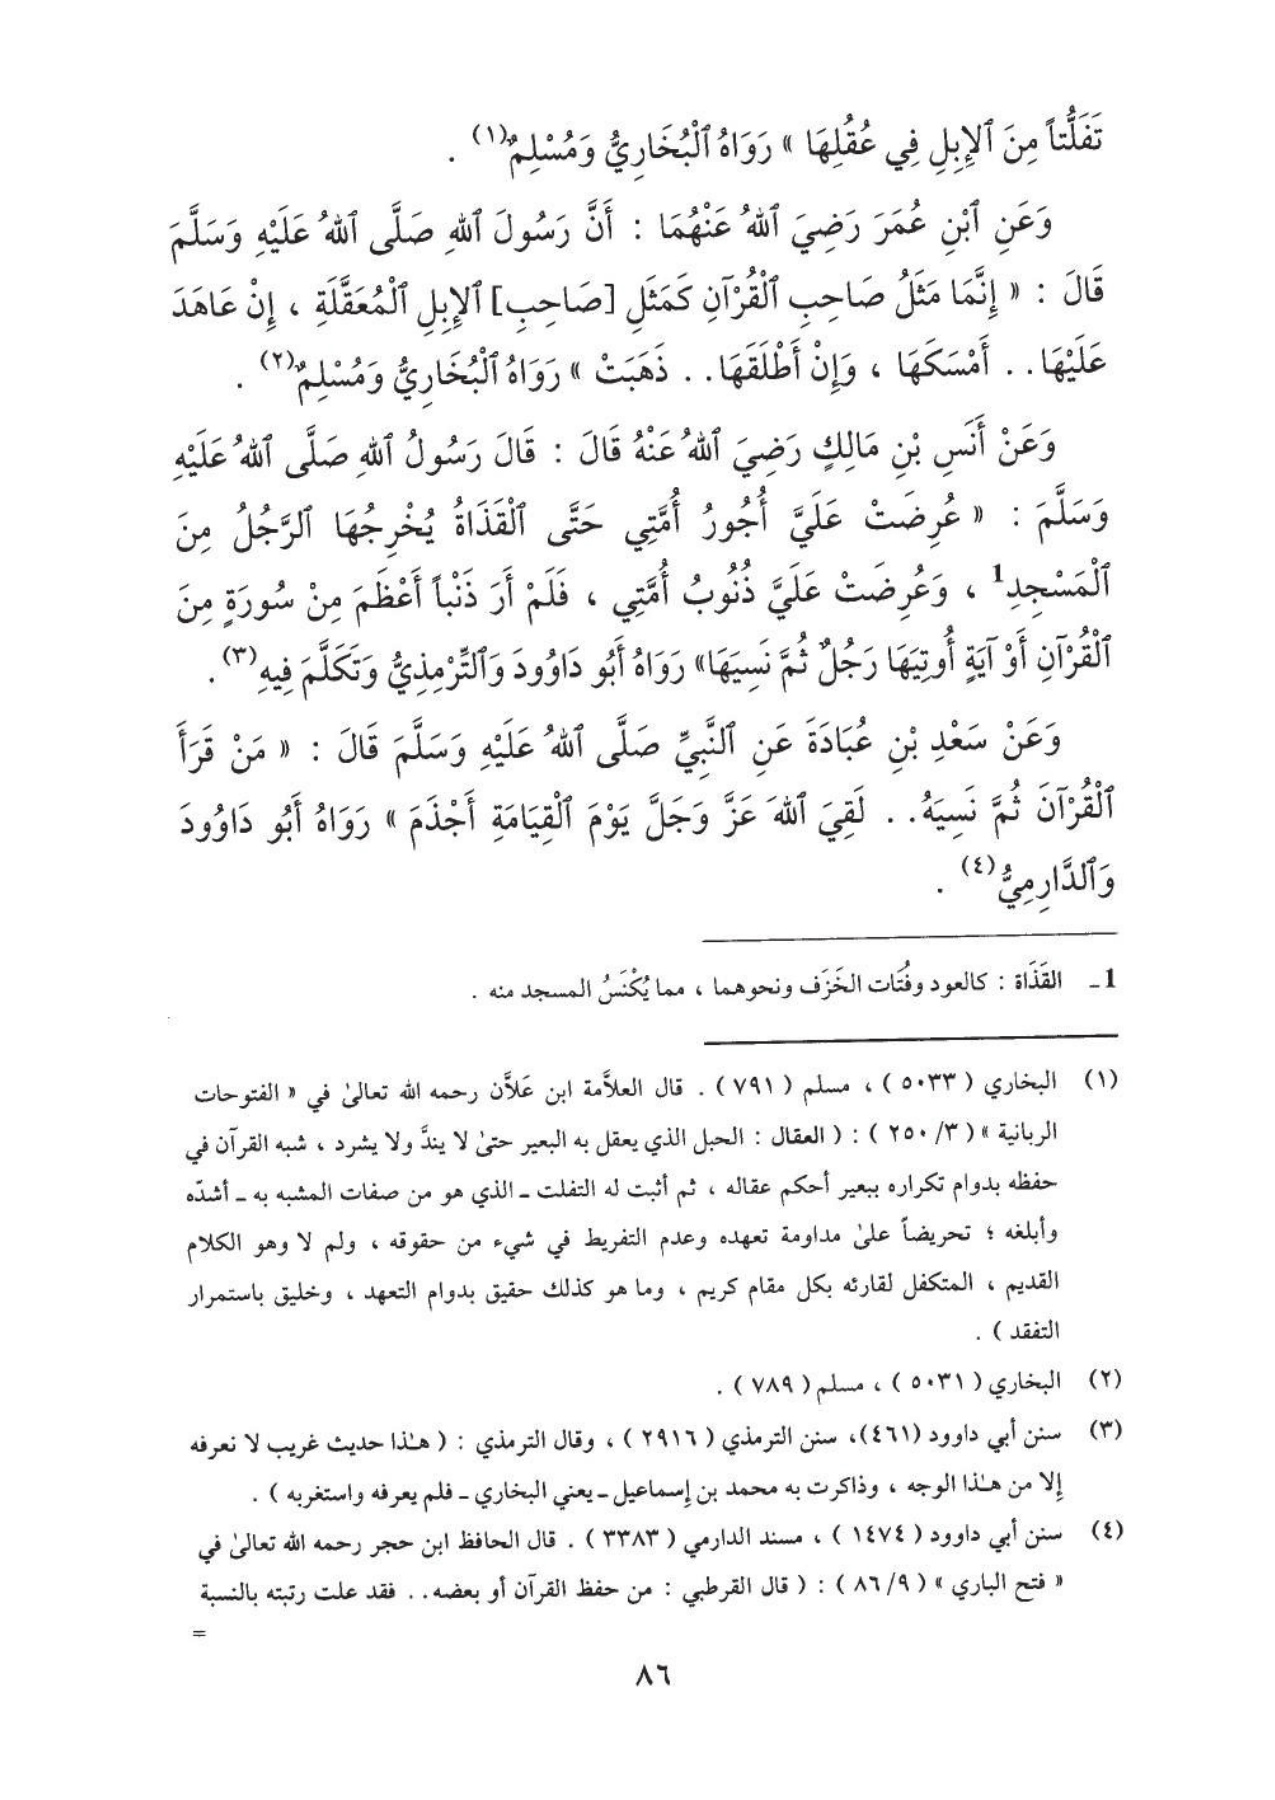 تَفَلُّتاً مِنَ ٱلإِبِلِ فِي عُقُلِهَا » رَوَاهُ ٱلْبُخَارِيُّ وَمُسْلِمٌ(١) .
وَعَنِ ٱبْنِ عُمَرَ رَضِيَ ٱللهُ عَنْهُمَا : أَنَّ رَسُولَ ٱللهِ صَلَّى ٱللهُ عَلَيْهِ وَسَلَّمَ
قَالَ : « إِنَّمَا مَثَلُ صَاحِبِ ٱلْقُرْآنِ كَمَثَلِ [صَاحِبِ] ٱلإِبِلِ ٱلْمُعَقَّلَةِ ، إِنْ عَاهَدَ
عَلَيْهَا . . أَمْسَكَهَا ، وَإِنْ أَطْلَقَهَا . . ذَهَبَتْ » رَوَاهُ ٱلْبُخَارِيُّ وَمُسْلِمٌ(٢) .
وَعَنْ أَنَسِ بْنِ مَالِكٍ رَضِيَ ٱللهُ عَنْهُ قَالَ : قَالَ رَسُولُ ٱللهِ صَلَّى ٱللهُ عَلَيْهِ
وَسَلَّمَ : « عُرِضَتْ عَلَيَّ أُجُورُ أُمَّتِي حَتَّى ٱلْقَذَاةُ يُخْرِجُهَا ٱلرَّجُلُ مِنَ
ٱلْمَسْجِدِ1 ، وَعُرِضَتْ عَلَيَّ ذُنُوبُ أُمَّتِي ، فَلَمْ أَرَ ذَنْباً أَعْظَمَ مِنْ سُورَةٍ مِنَ
ٱلْقُرْآنِ أَوْ آيَةٍ أُوتِيَهَا رَجُلٌ ثُمَّ نَسِيَهَا» رَوَاهُ أَبُو دَاوُودَ وَٱلتِّرْمِذِيُّ وَتَكَلَّمَ فِيهِ(٣) .
وَعَنْ سَعْدِ بْنِ عُبَادَةَ عَنِ ٱلنَّبِيِّ صَلَّى ٱللهُ عَلَيْهِ وَسَلَّمَ قَالَ : « مَنْ قَرَأَ
ٱلْقُرْآنَ ثُمَّ نَسِيَهُ . . لَقِيَ ٱللهَ عَزَّ وَجَلَّ يَوْمَ ٱلْقِيَامَةِ أَجْذَمَ » رَوَاهُ أَبُو دَاوُودَ
وَٱلدَّارِمِيُّ(٤) .
1 ـ القَذَاة : كالعود وفُتَات الخَزَف ونحوهما ، مما يُكْنَسُ المسجد منه .
(١) البخاري ( ٥٠٣٣ ) ، مسلم ( ٧٩١ ) . قال العلاَّمة ابن عَلاَّن رحمه الله تعالىٰ في « الفتوحات
الربانية » ( ٣/ ٢٥٠ ) : ( العقال : الحبل الذي يعقل به البعير حتىٰ لا يندَّ ولا يشرد ، شبه القرآن في
حفظه بدوام تكراره ببعير أحكم عقاله ، ثم أثبت له التفلت ـ الذي هو من صفات المشبه به ـ أشدّه
وأبلغه ؛ تحريضاً علىٰ مداومة تعهده وعدم التفريط في شيء من حقوقه ، ولم لا وهو الكلام
القديم ، المتكفل لقارئه بكل مقام كريم ، وما هو كذلك حقيق بدوام التعهد ، وخليق باستمرار
التفقد ) .
(٢) البخاري ( ٥٠٣١ ) ، مسلم ( ٧٨٩ ) .
(٣) سنن أبي داوود (٤٦١)، سنن الترمذي ( ٢٩١٦ ) ، وقال الترمذي : ( هـٰذا حديث غريب لا نعرفه
إلا من هـٰذا الوجه ، وذاكرت به محمد بن إسماعيل ـ يعني البخاري ـ فلم يعرفه واستغربه ) .
(٤) سنن أبي داوود ( ١٤٧٤ ) ، مسند الدارمي ( ٣٣٨٣ ) . قال الحافظ ابن حجر رحمه الله تعالىٰ في
« فتح الباري » ( ٩/ ٨٦ ) : ( قال القرطبي : من حفظ القرآن أو بعضه . . فقد علت رتبته بالنسبة
=
٨٦